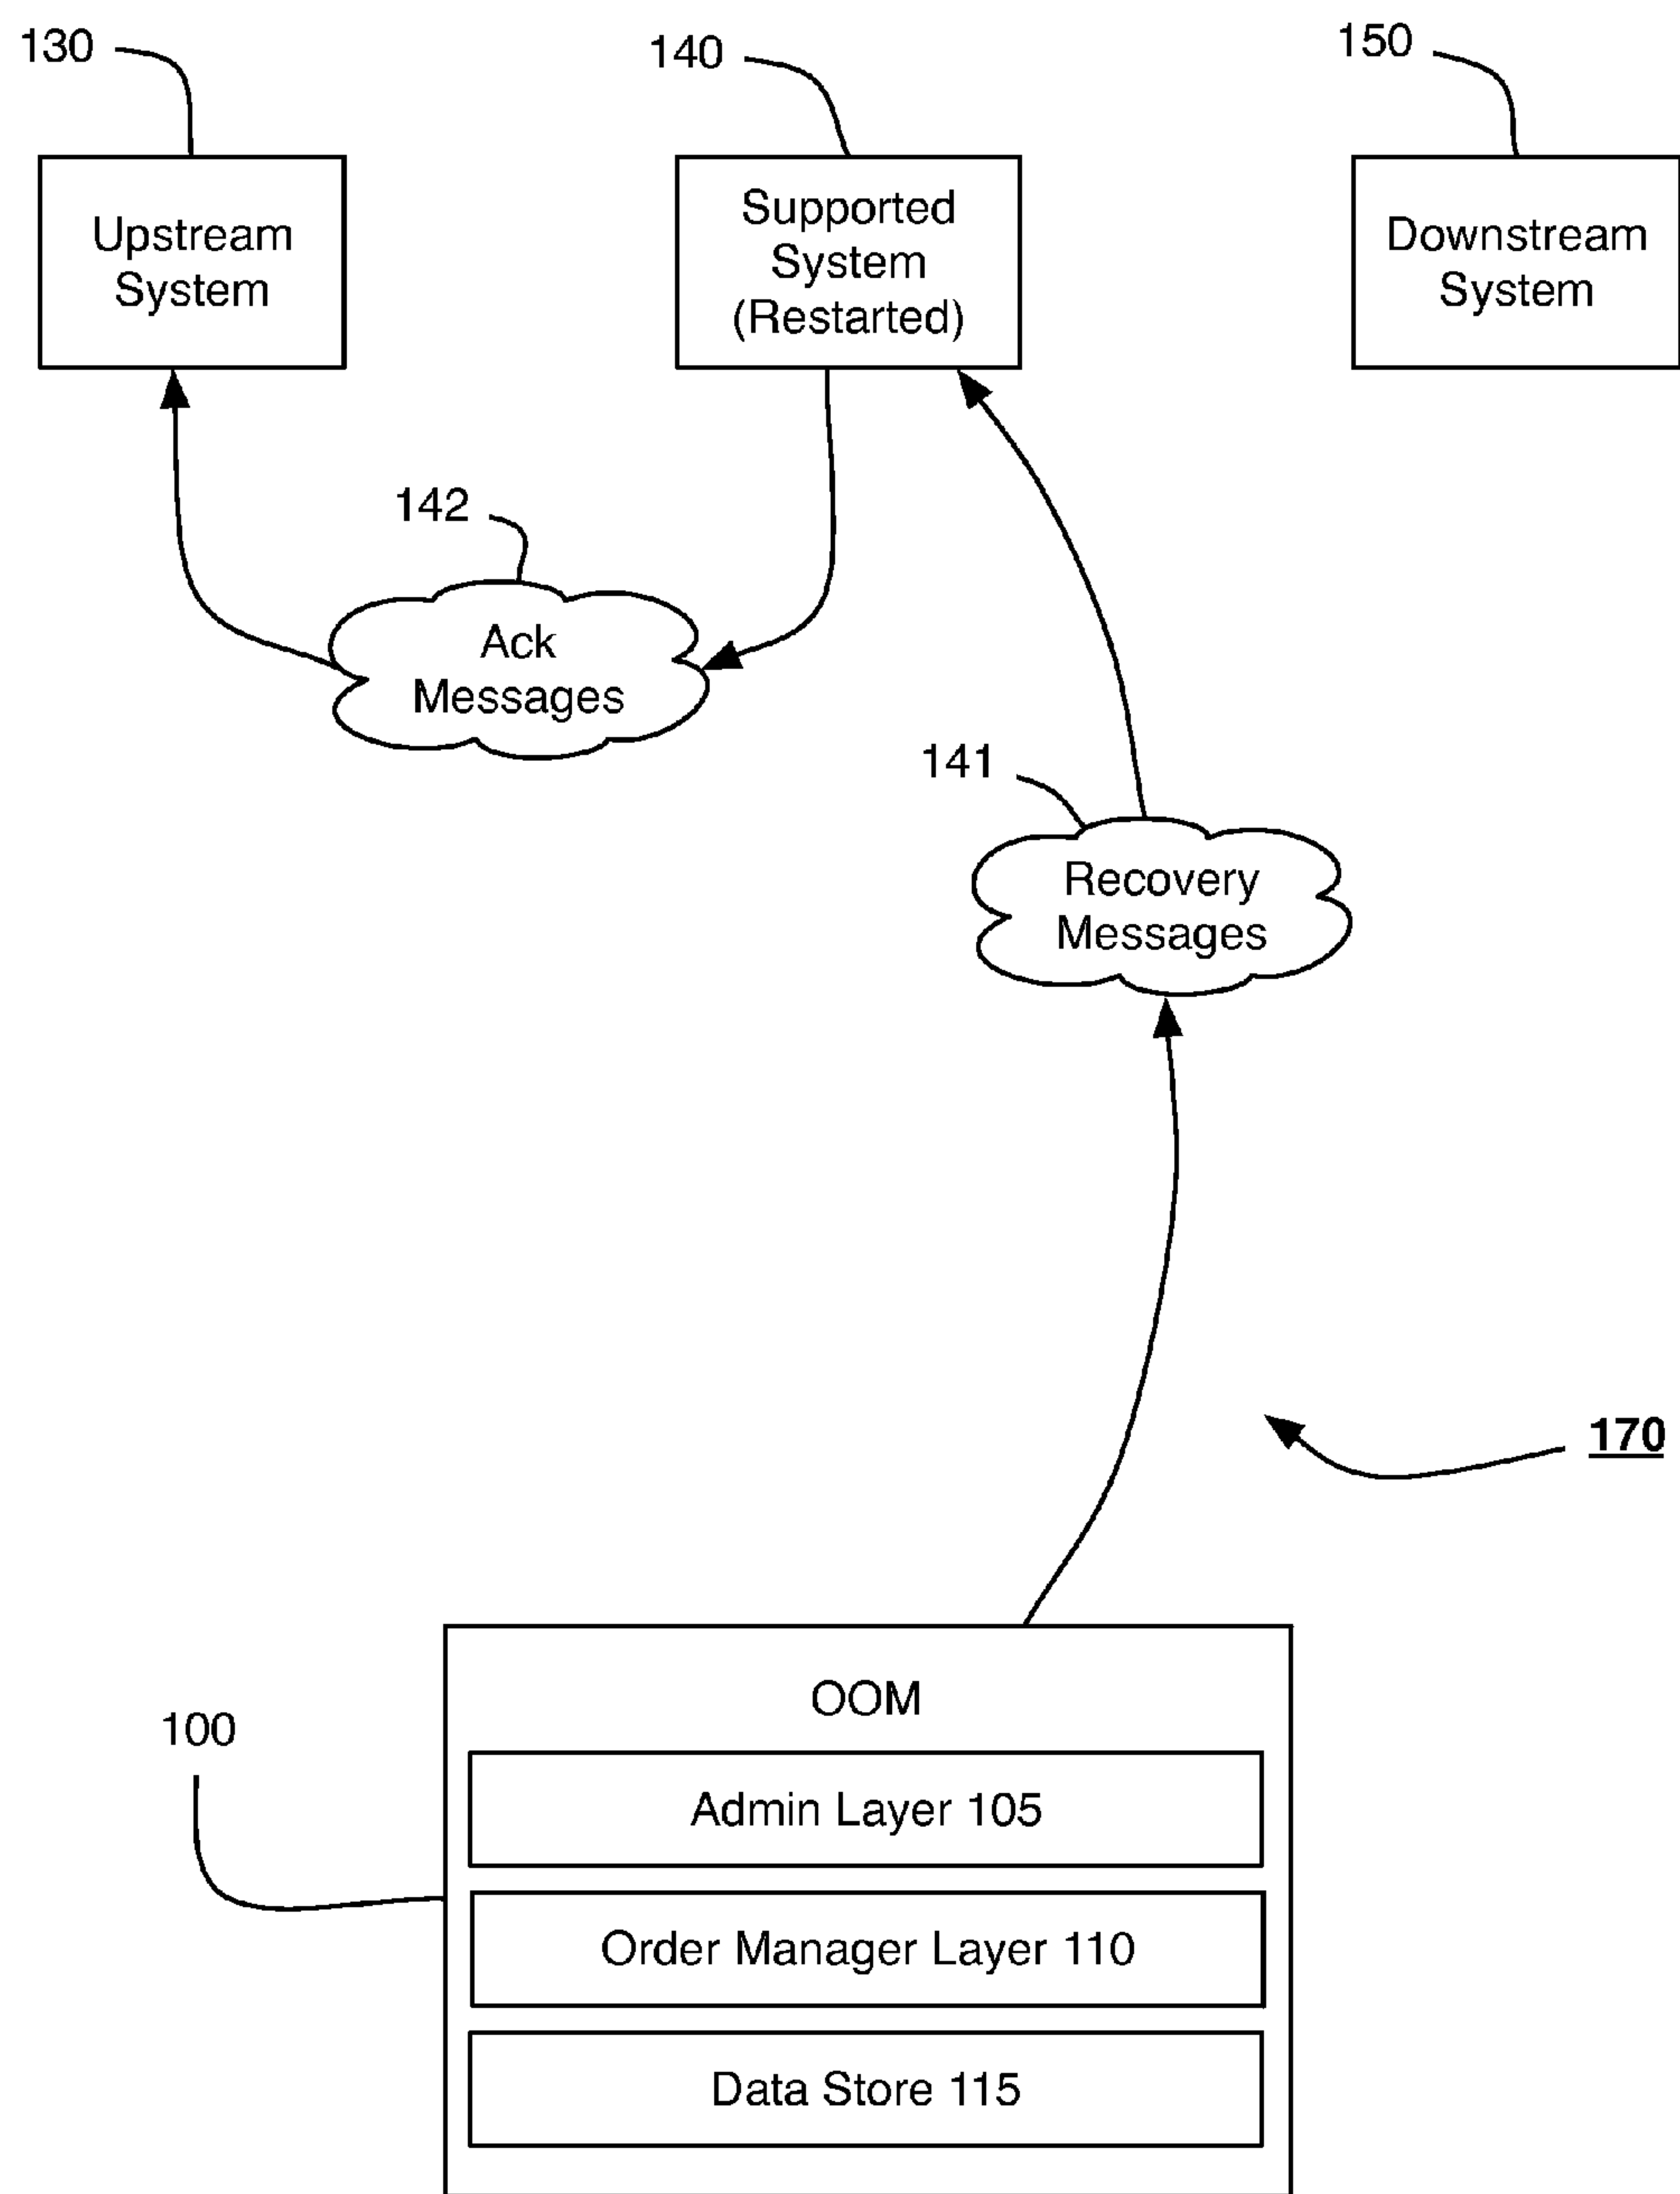 130
140
150
Upstream
System
Supported
System
(Restarted)
Downstream
System
142
Ack
Messages
141
Recovery
Messages
170
OOM
100
Admin Layer 105
Order Manager Layer 110
Data Store 115